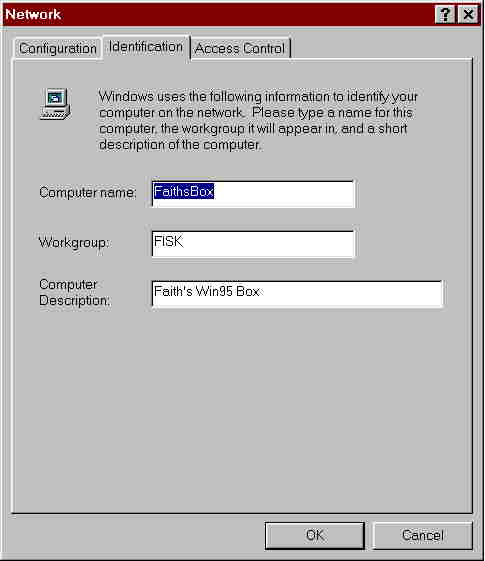 Network
Configuration Identification Access Control
Windows uses the following information to identify your
computer on the network. Please type a name for this
computer, the workgroup it will appear in, and a short
description of the computer.
Computer name: FaithsBox
Workgroup: FISK
Computer
Description: Faith's Win95 Box
OK Cancel